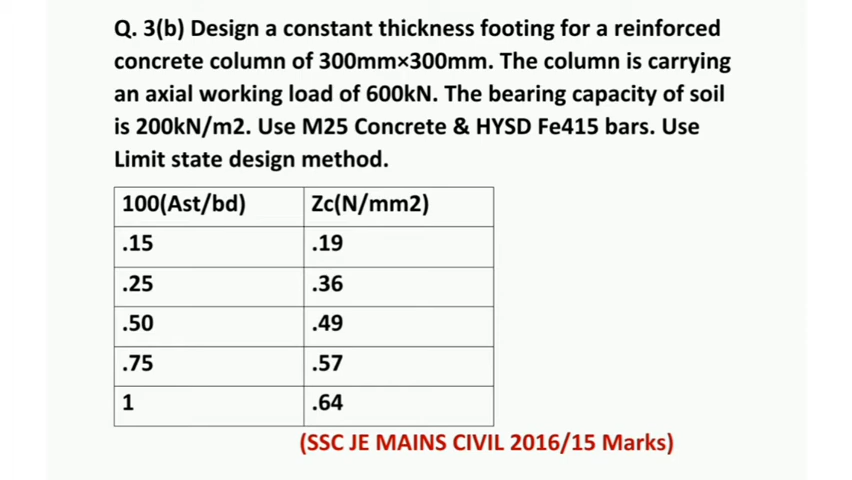 Q. 3(b) Design a constant thickness footing for a reinforced
concrete column of 300mm×300mm. The column is carrying
an axial working load of 600kN. The bearing capacity of soil
is 200kN/m2. Use M25 Concrete & HYSD Fe415 bars. Use
Limit state design method.
100(Ast/bd) Zc(N/mm2)
.15 .19
.25 .36
.50 .49
.75 .57
1 .64
(SSC JE MAINS CIVIL 2016/15 Marks)